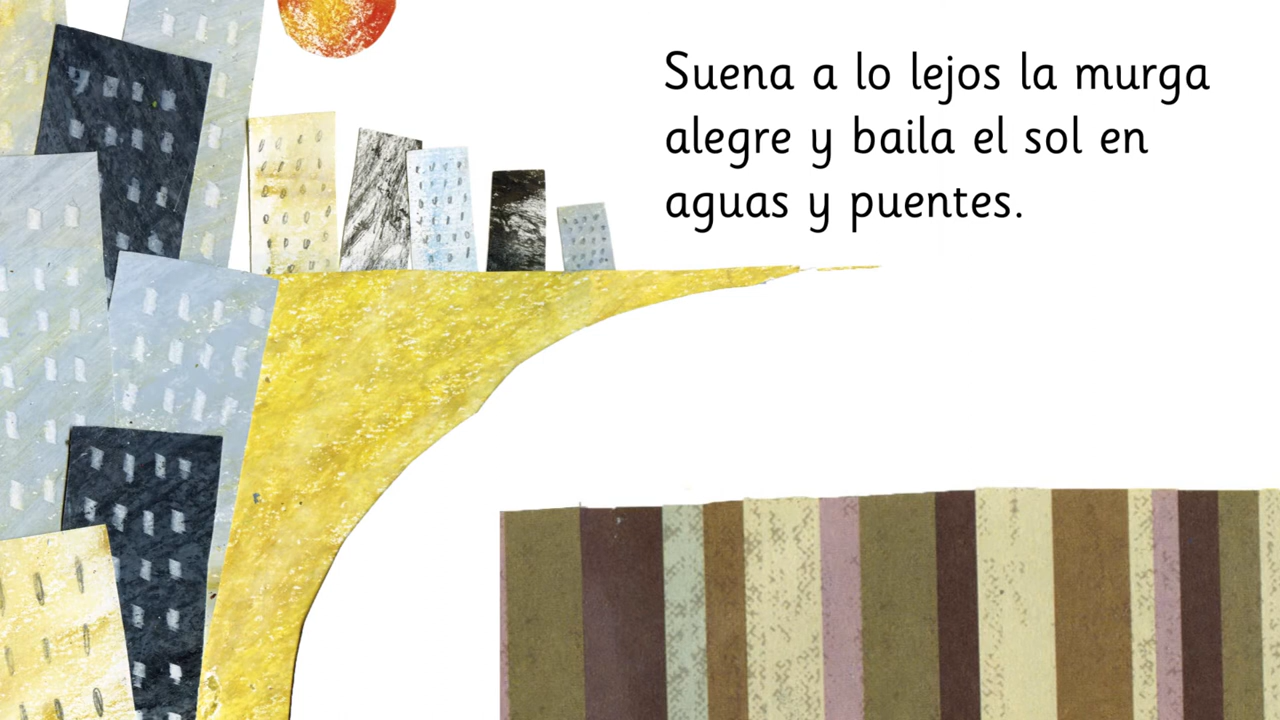 Suena a lo lejos la murga
alegre y baila el sol en
aguas y puentes.